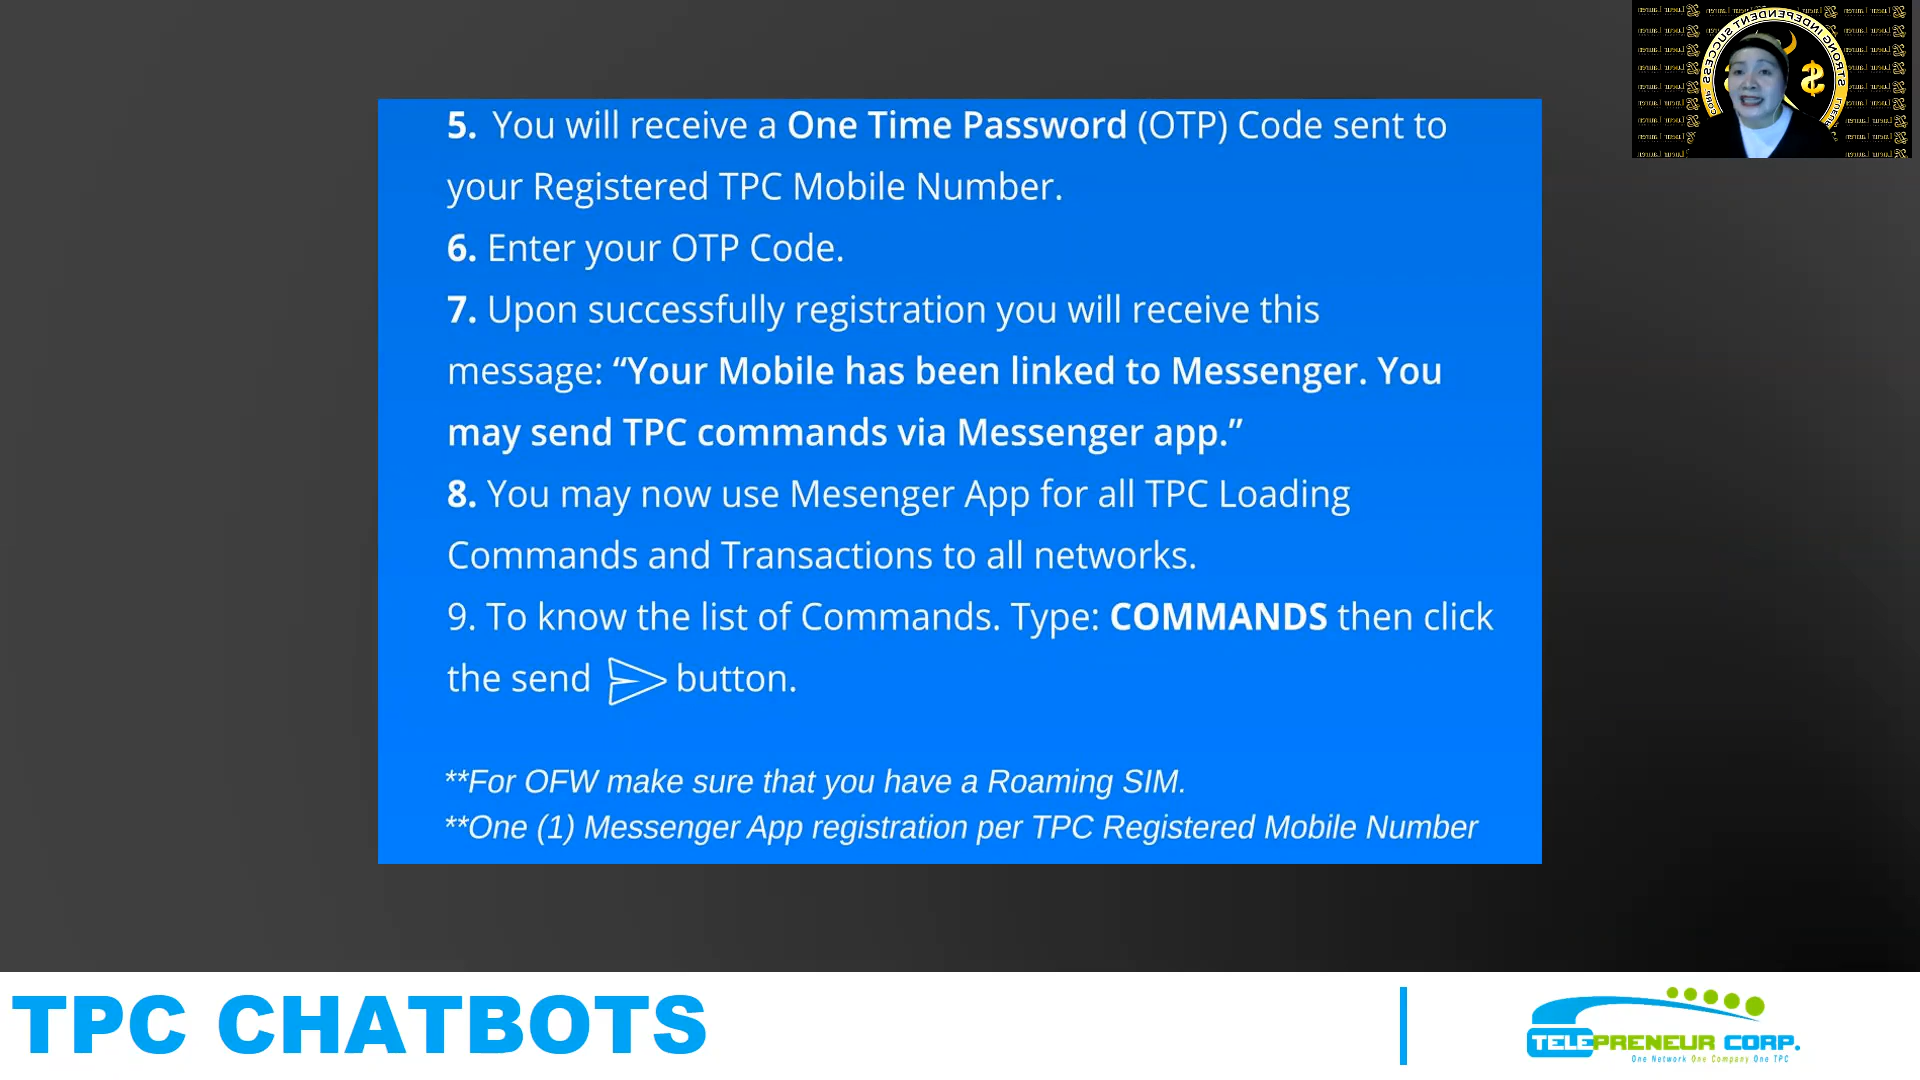 5. You will receive a One Time Password (OTP) Code sent to
your Registered TPC Mobile Number.
6. Enter your OTP Code.
7. Upon successfully registration you will receive this
message: “Your Mobile has been linked to Messenger. You
may send TPC commands via Messenger app.”
8. You may now use Mesenger App for all TPC Loading
Commands and Transactions to all networks.
9. To know the list of Commands. Type: COMMANDS then click
the send button.
**For OFW make sure that you have a Roaming SIM.
**One (1) Messenger App registration per TPC Registered Mobile Number
STRONG INDEPENDENT SUCCESS
TPC CHATBOTS
TELEPRENEUR CORP.
One Network One Company One TPC